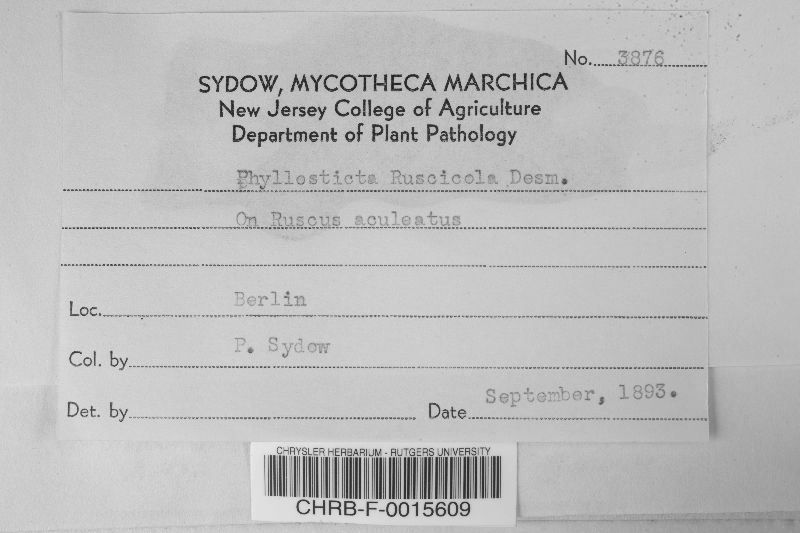 No. 3876
SYDOW, MYCOTHECA MARCHICA
New Jersey College of Agriculture
Department of Plant Pathology
Phyllosticta Ruscicola Desm.
On Ruscus aculeatus
Loc. Berlin
Col. by P. Sydow
Det. by Date September, 1893.
CHRYSLER HERBARIUM - RUTGERS UNIVERSITY
CHRB-F-0015609